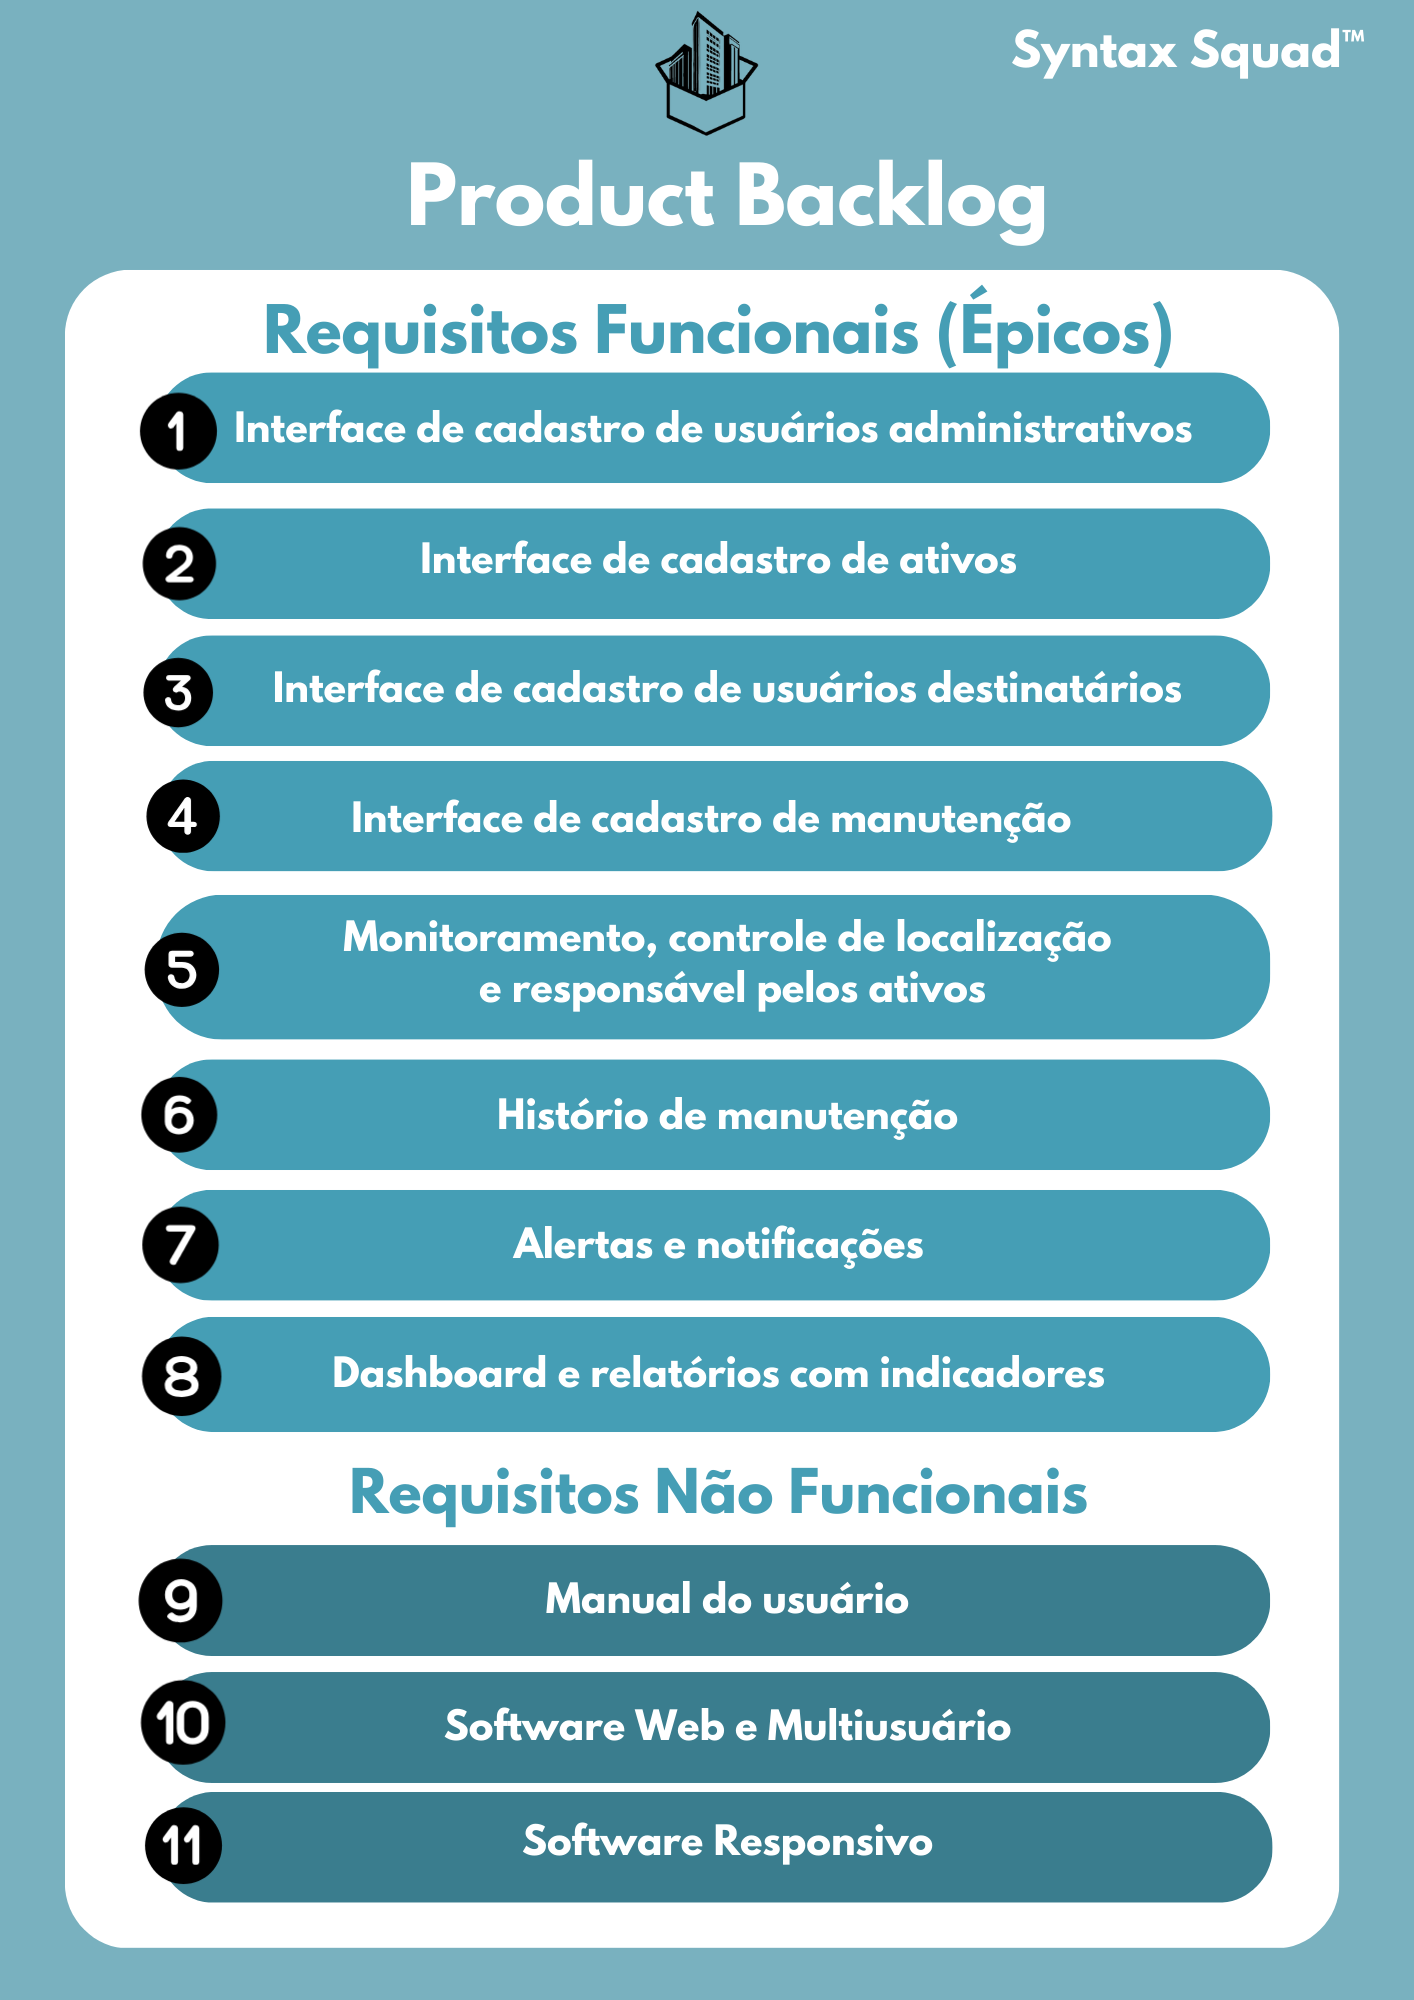 Syntax Squad™
Product Backlog
Requisitos Funcionais (Épicos)
1 Interface de cadastro de usuários administrativos
2 Interface de cadastro de ativos
3 Interface de cadastro de usuários destinatários
4 Interface de cadastro de manutenção
5 Monitoramento, controle de localização
e responsável pelos ativos
6 Histório de manutenção
7 Alertas e notificações
8 Dashboard e relatórios com indicadores
Requisitos Não Funcionais
9 Manual do usuário
10 Software Web e Multiusuário
11 Software Responsivo